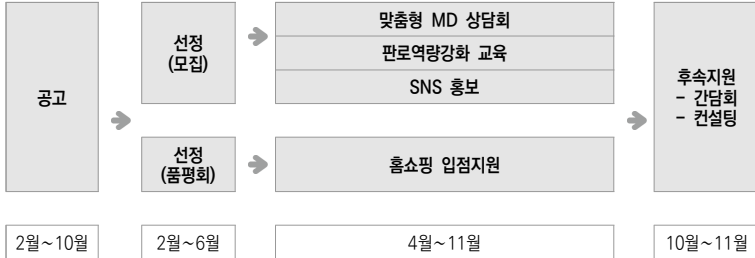 공고
선정
(모집)
맞춤형 MD 상담회
판로역량강화 교육
SNS 홍보
선정
(품평회)
홈쇼핑 입점지원
후속지원
- 간담회
- 컨설팅
2월~10월
2월~6월
4월~11월
10월~11월